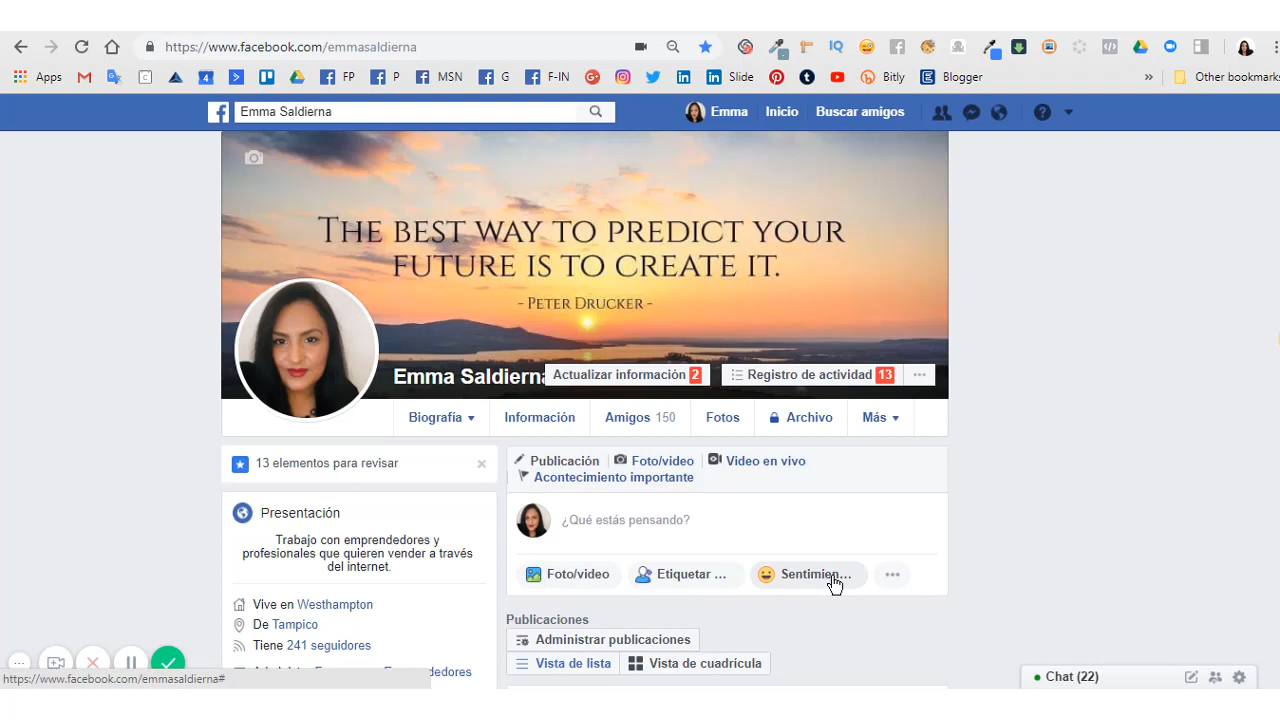 https://www.facebook.com/emmasaldierna
Apps FP P MSN G F-IN Slide Bitly Blogger » Other bookmarks
Emma Saldierna
Emma Inicio Buscar amigos
THE BEST WAY TO PREDICT YOUR
FUTURE IS TO CREATE IT.
- PETER DRUCKER -
Emma Saldierna
Actualizar información 2
Registro de actividad 13
Biografía Información Amigos 150 Fotos Archivo Más
13 elementos para revisar
Publicación Foto/video Video en vivo
Acontecimiento importante
Presentación
Trabajo con emprendedores y
profesionales que quieren vender a través
del internet.
¿Qué estás pensando?
Foto/video Etiquetar ... Sentimien...
Vive en Westhampton
De Tampico
Tiene 241 seguidores
Publicaciones
Administrar publicaciones
Vista de lista Vista de cuadrícula
https://www.facebook.com/emmasaldierna#
Chat (22)